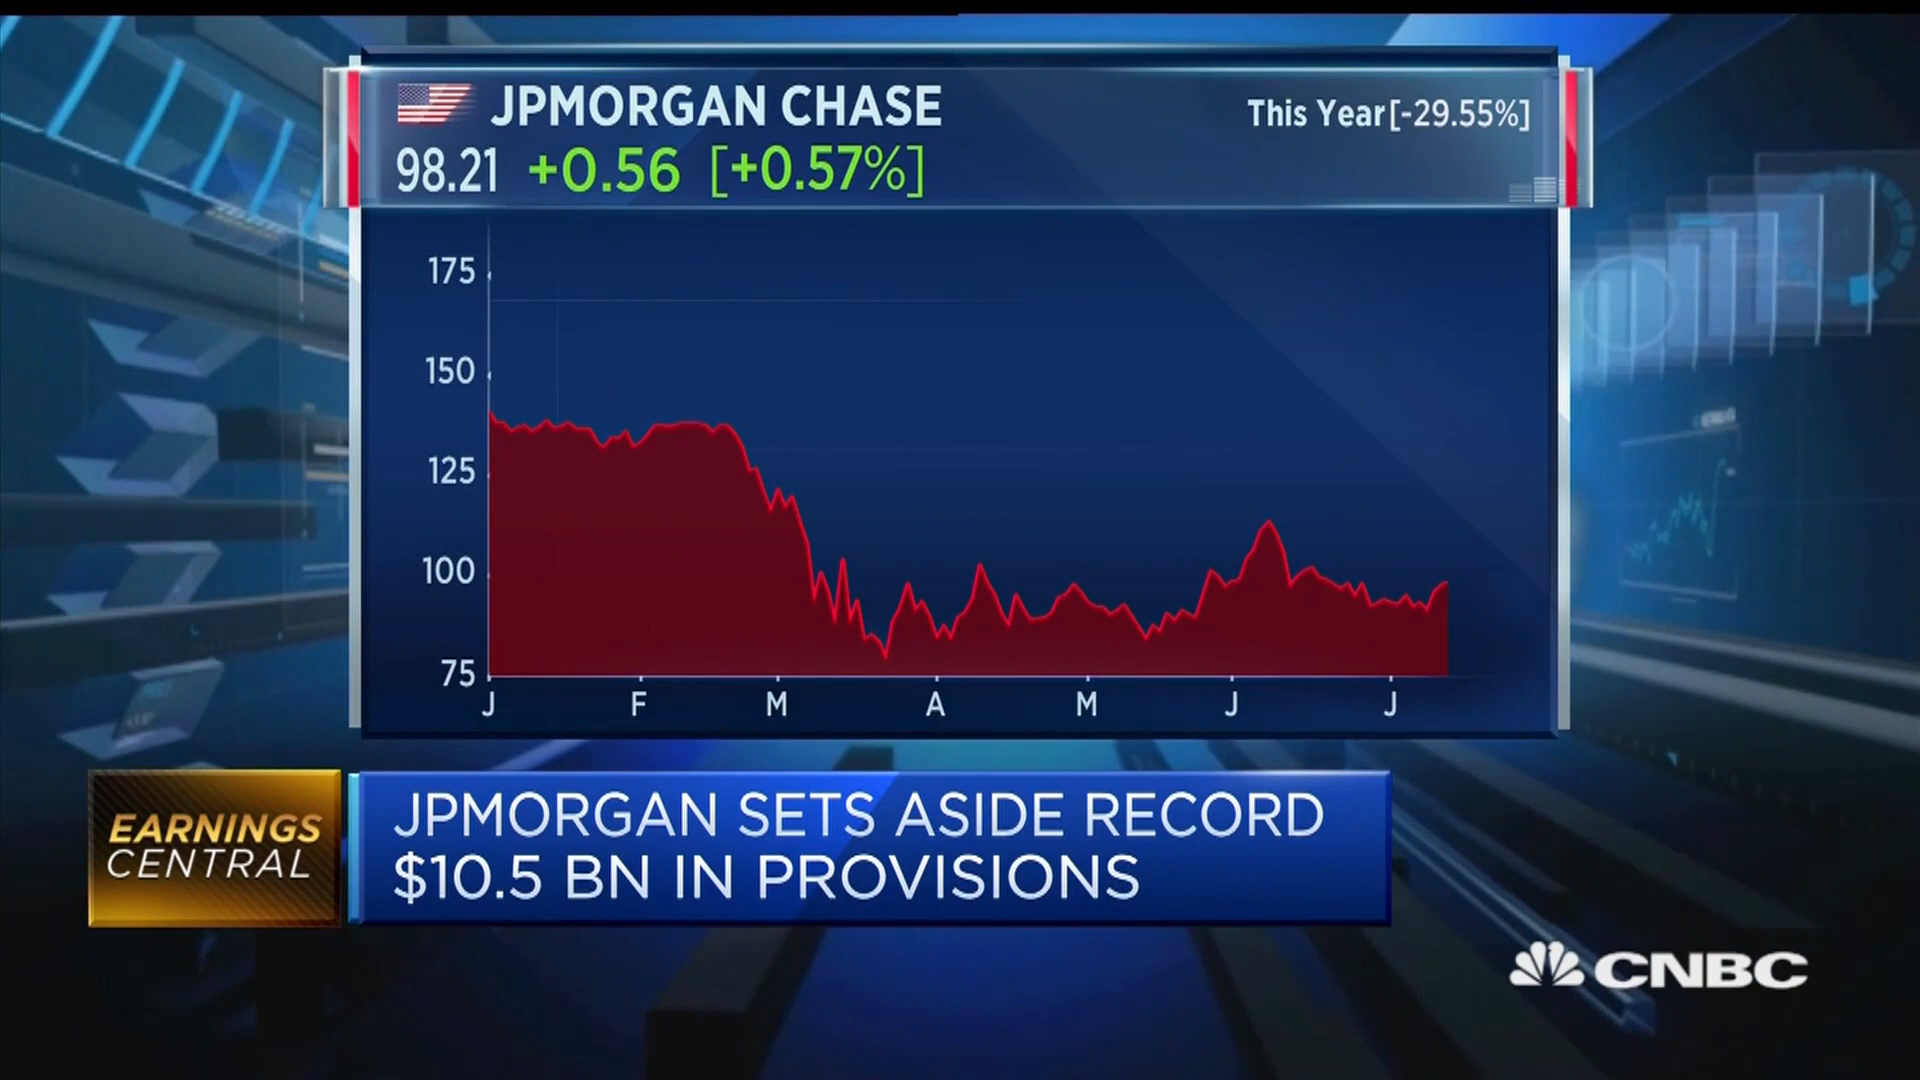 JPMORGAN CHASE
This Year[-29.55%]
98.21 +0.56 [+0.57%]
175
150
125
100
75
J F M A M J J
EARNINGS
CENTRAL
JPMORGAN SETS ASIDE RECORD
$10.5 BN IN PROVISIONS
CNBC